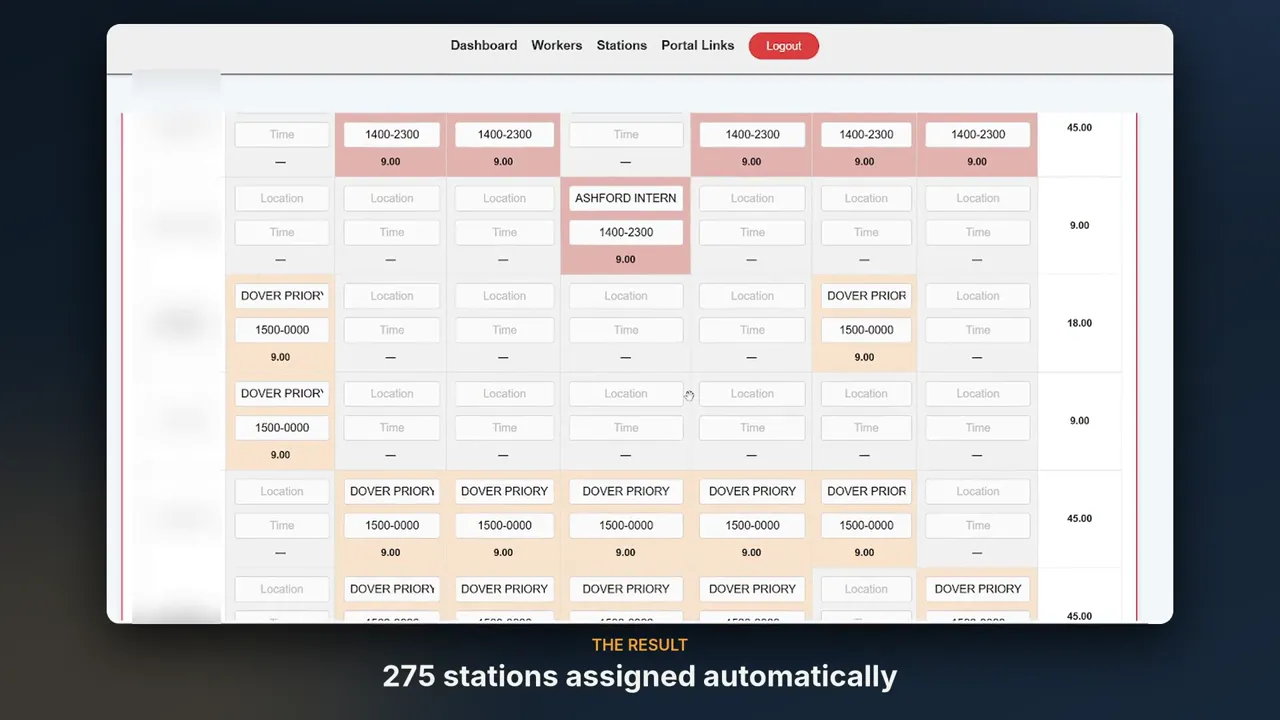 Dashboard Workers Stations Portal Links Logout
Time 1400-2300 1400-2300 Time 1400-2300 1400-2300 1400-2300 45.00
— 9.00 9.00 — 9.00 9.00 9.00
Location Location Location ASHFORD INTERN Location Location Location
Time Time Time 1400-2300 Time Time Time 9.00
— — — 9.00 — — —
DOVER PRIORY Location Location Location Location DOVER PRIOR Location
1500-0000 Time Time Time Time 1500-0000 Time 18.00
9.00 — — — — 9.00 —
DOVER PRIORY Location Location Location Location Location Location
1500-0000 Time Time Time Time Time Time 9.00
9.00 — — — — — —
Location DOVER PRIORY DOVER PRIORY DOVER PRIORY DOVER PRIORY DOVER PRIOR Location
Time 1500-0000 1500-0000 1500-0000 1500-0000 1500-0000 Time 45.00
— 9.00 9.00 9.00 9.00 9.00 —
Location DOVER PRIORY DOVER PRIORY DOVER PRIORY DOVER PRIORY Location DOVER PRIORY
45.00
THE RESULT
275 stations assigned automatically